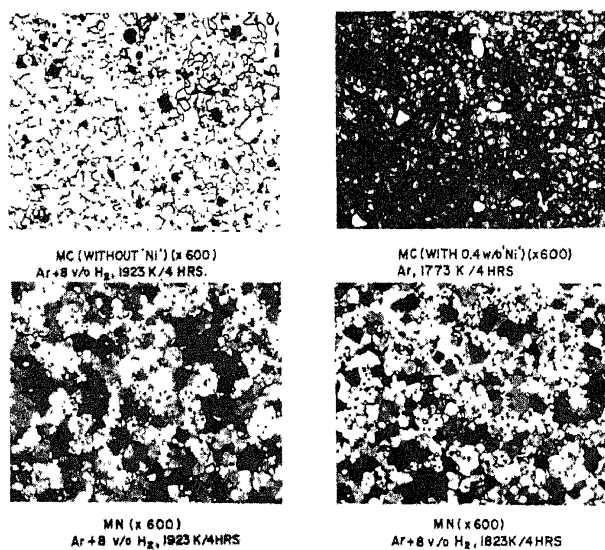 MC (WITHOUT 'Ni') (x 600)
Ar+8 v/o H₂, 1923 K/4 HRS.
MC (WITH 0.4 w/o 'Ni') (x600)
Ar, 1773 K/4 HRS
MN (x 600)
Ar+8 v/o H₂, 1923 K/4HRS
MN (x 600)
Ar+8 v/o H₂, 1823K/4HRS